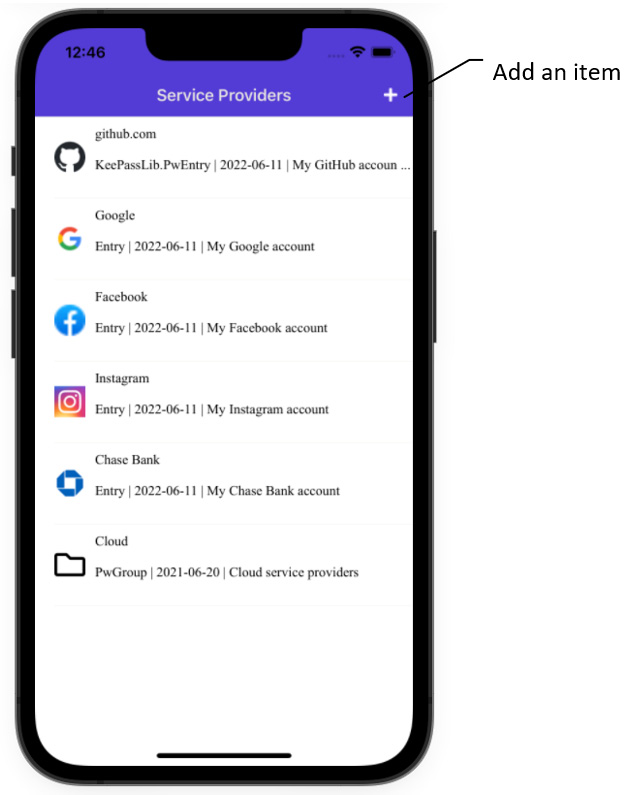 12:46
Service Providers
Add an item
github.com
KeePassLib.PwEntry | 2022-06-11 | My GitHub accoun ...
Google
Entry | 2022-06-11 | My Google account
Facebook
Entry | 2022-06-11 | My Facebook account
Instagram
Entry | 2022-06-11 | My Instagram account
Chase Bank
Entry | 2022-06-11 | My Chase Bank account
Cloud
PwGroup | 2021-06-20 | Cloud service providers